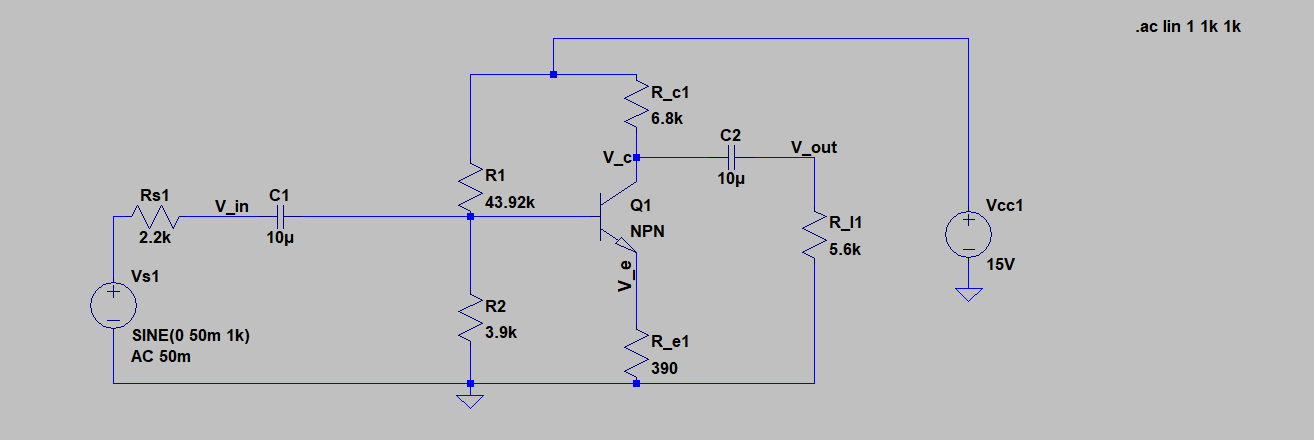 .ac lin 1 1k 1k
R_c1
6.8k
C2
V_out
V_c
10µ
R1
43.92k
Rs1
V_in
C1
2.2k
10µ
Q1
NPN
Vcc1
+
−
15V
R_l1
5.6k
V_e
Vs1
+
−
SINE(0 50m 1k)
AC 50m
R2
3.9k
R_e1
390